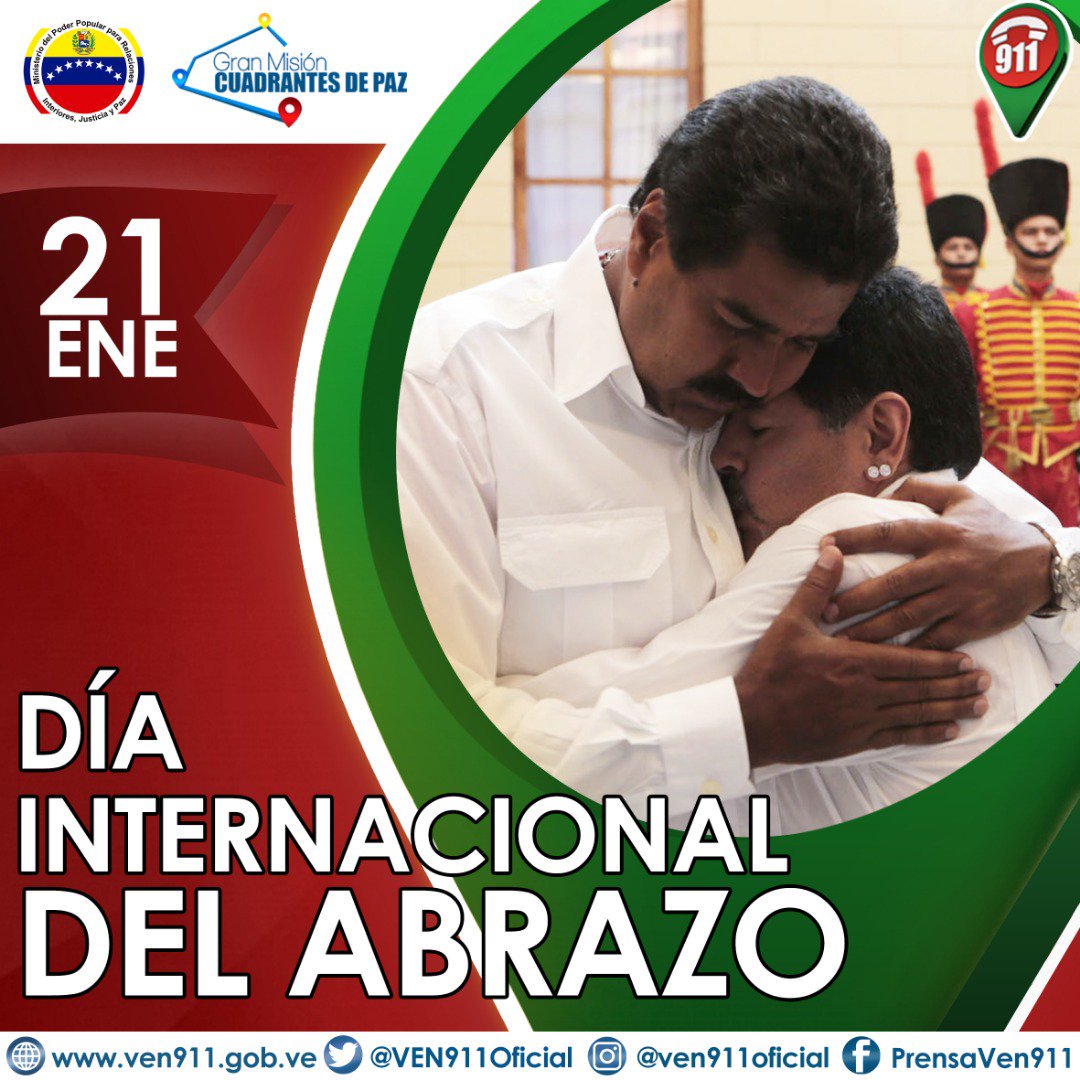 Ministerio del Poder Popular para Relaciones
Interiores, Justicia y Paz
Gran Misión
CUADRANTES DE PAZ
911
21
ENE
DÍA
INTERNACIONAL
DEL ABRAZO
www.ven911.gob.ve @VEN911Oficial @ven911oficial PrensaVen911